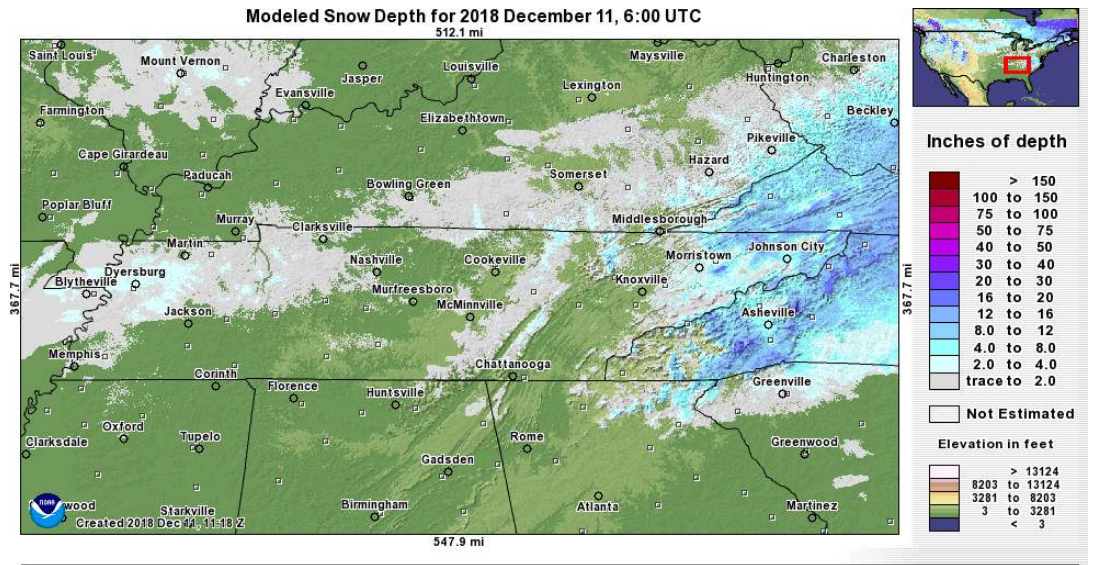 Modeled Snow Depth for 2018 December 11, 6:00 UTC
512.1 mi
Saint Louis
Mount Vernon
Jasper
Louisville
Maysville
Charleston
Huntington
Evansville
Lexington
Farmington
Elizabethtown
Beckley
Pikeville
Cape Girardeau
Hazard
Paducah
Somerset
Bowling Green
Poplar Bluff
Murray
Clarksville
Middlesborough
Martin
Johnson City
Nashville
Cookeville
Morristown
Dyersburg
Blytheville
Murfreesboro
Knoxville
McMinnville
Jackson
Asheville
Memphis
Chattanooga
Corinth
Florence
Huntsville
Greenville
Oxford
Tupelo
Rome
Clarksdale
Greenwood
Gadsden
noaa
wood
Starkville
Birmingham
Atlanta
Martinez
Created 2018 Dec 11, 11:18 Z
547.9 mi
367.7 mi
367.7 mi
Inches of depth
> 150
100 to 150
75 to 100
50 to 75
40 to 50
30 to 40
20 to 30
16 to 20
12 to 16
8.0 to 12
4.0 to 8.0
2.0 to 4.0
trace to 2.0
Not Estimated
Elevation in feet
> 13124
8203 to 13124
3281 to 8203
3 to 3281
< 3